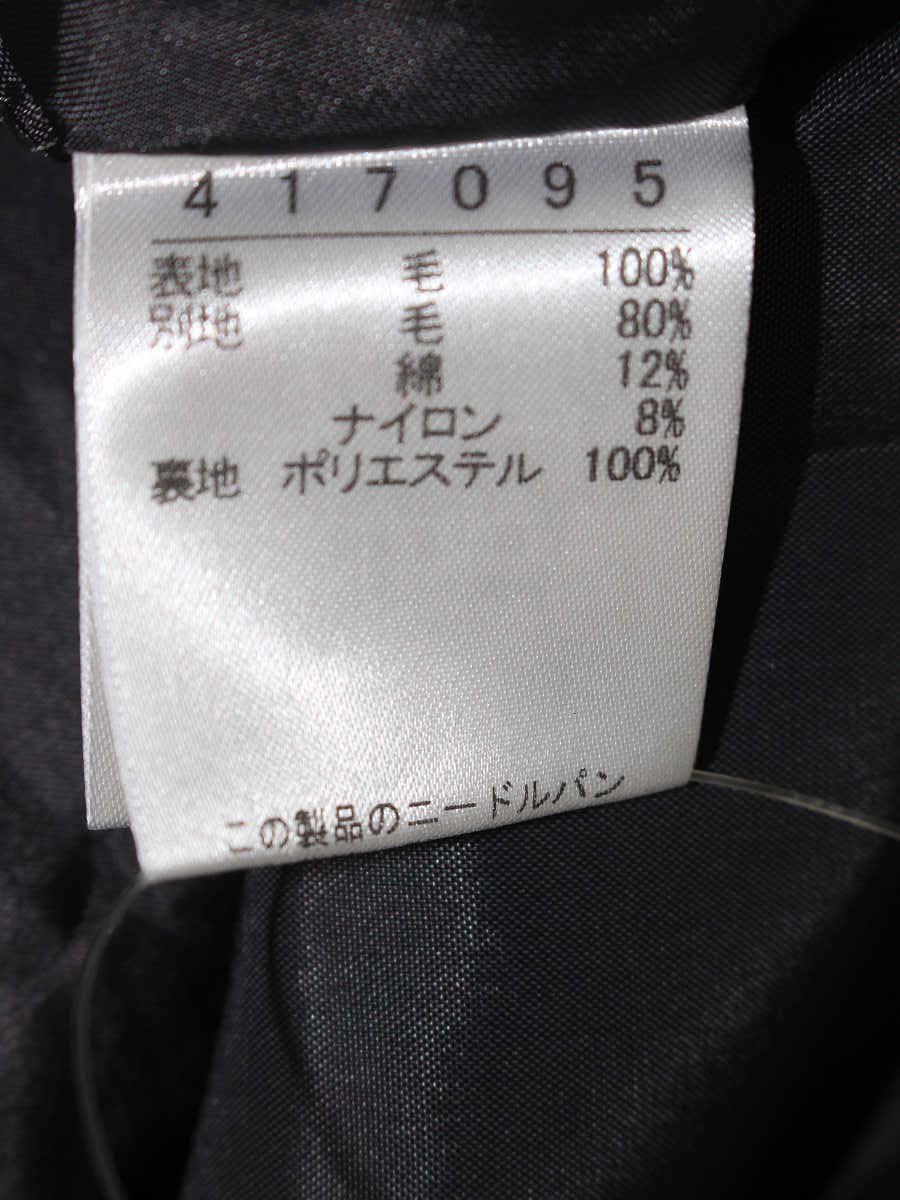 417095
表地 毛 100%
別地 毛 80%
綿 12%
ナイロン 8%
裏地 ポリエステル 100%
この製品のニードルパン